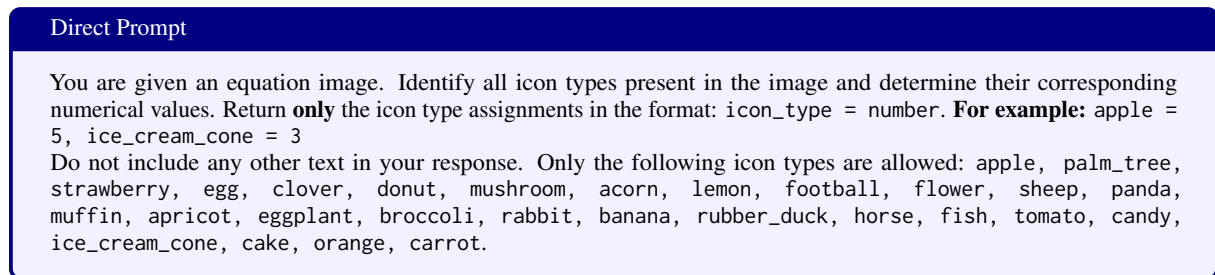 Direct Prompt
You are given an equation image. Identify all icon types present in the image and determine their corresponding
numerical values. Return only the icon type assignments in the format: icon_type = number. For example: apple =
5, ice_cream_cone = 3
Do not include any other text in your response. Only the following icon types are allowed: apple, palm_tree,
strawberry, egg, clover, donut, mushroom, acorn, lemon, football, flower, sheep, panda,
muffin, apricot, eggplant, broccoli, rabbit, banana, rubber_duck, horse, fish, tomato, candy,
ice_cream_cone, cake, orange, carrot.